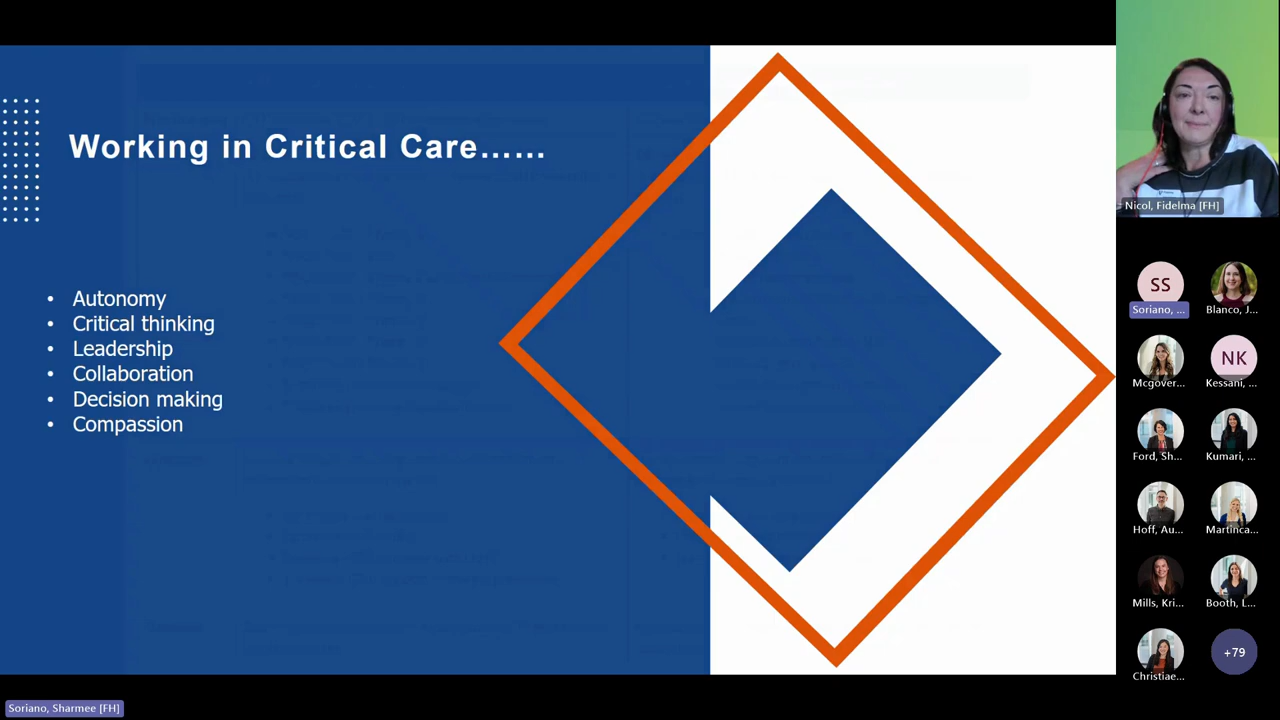 Working in Critical Care......
• Autonomy
• Critical thinking
• Leadership
• Collaboration
• Decision making
• Compassion
Nicol, Fidelma [FH]
SS
Soriano, ...
Blanco, J...
Mcgover...
NK
Kessani, ...
Ford, Sh...
Kumari, ...
Hoff, Au...
Martinca...
Mills, Kri...
Booth, L...
Christiae...
+79
Soriano, Sharmee [FH]